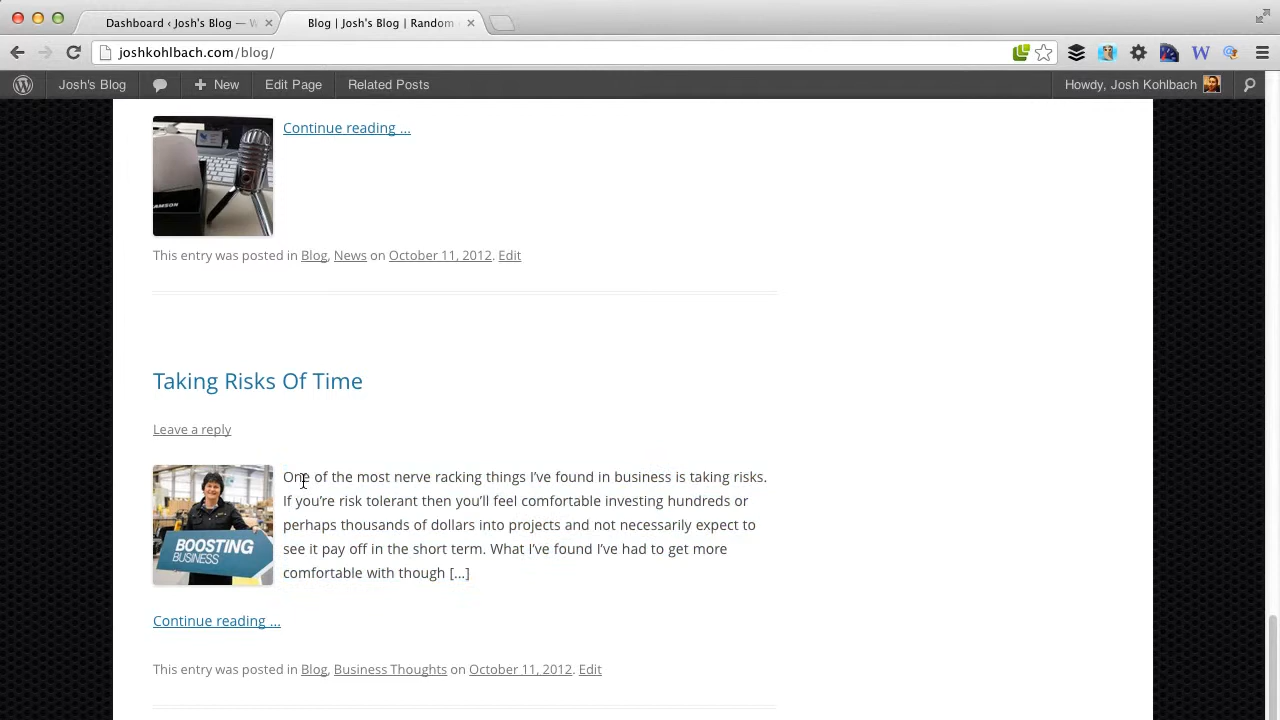 Dashboard ‹ Josh's Blog —
Blog | Josh's Blog | Random
joshkohlbach.com/blog/
W
Josh's Blog
New
Edit Page
Related Posts
Howdy, Josh Kohlbach
Continue reading ...
SAMSON
This entry was posted in Blog, News on October 11, 2012. Edit
Taking Risks Of Time
Leave a reply
One of the most nerve racking things I've found in business is taking risks.
If you're risk tolerant then you'll feel comfortable investing hundreds or
perhaps thousands of dollars into projects and not necessarily expect to
see it pay off in the short term. What I've found I've had to get more
comfortable with though [...]
BOOSTING
BUSINESS
Continue reading ...
This entry was posted in Blog, Business Thoughts on October 11, 2012. Edit